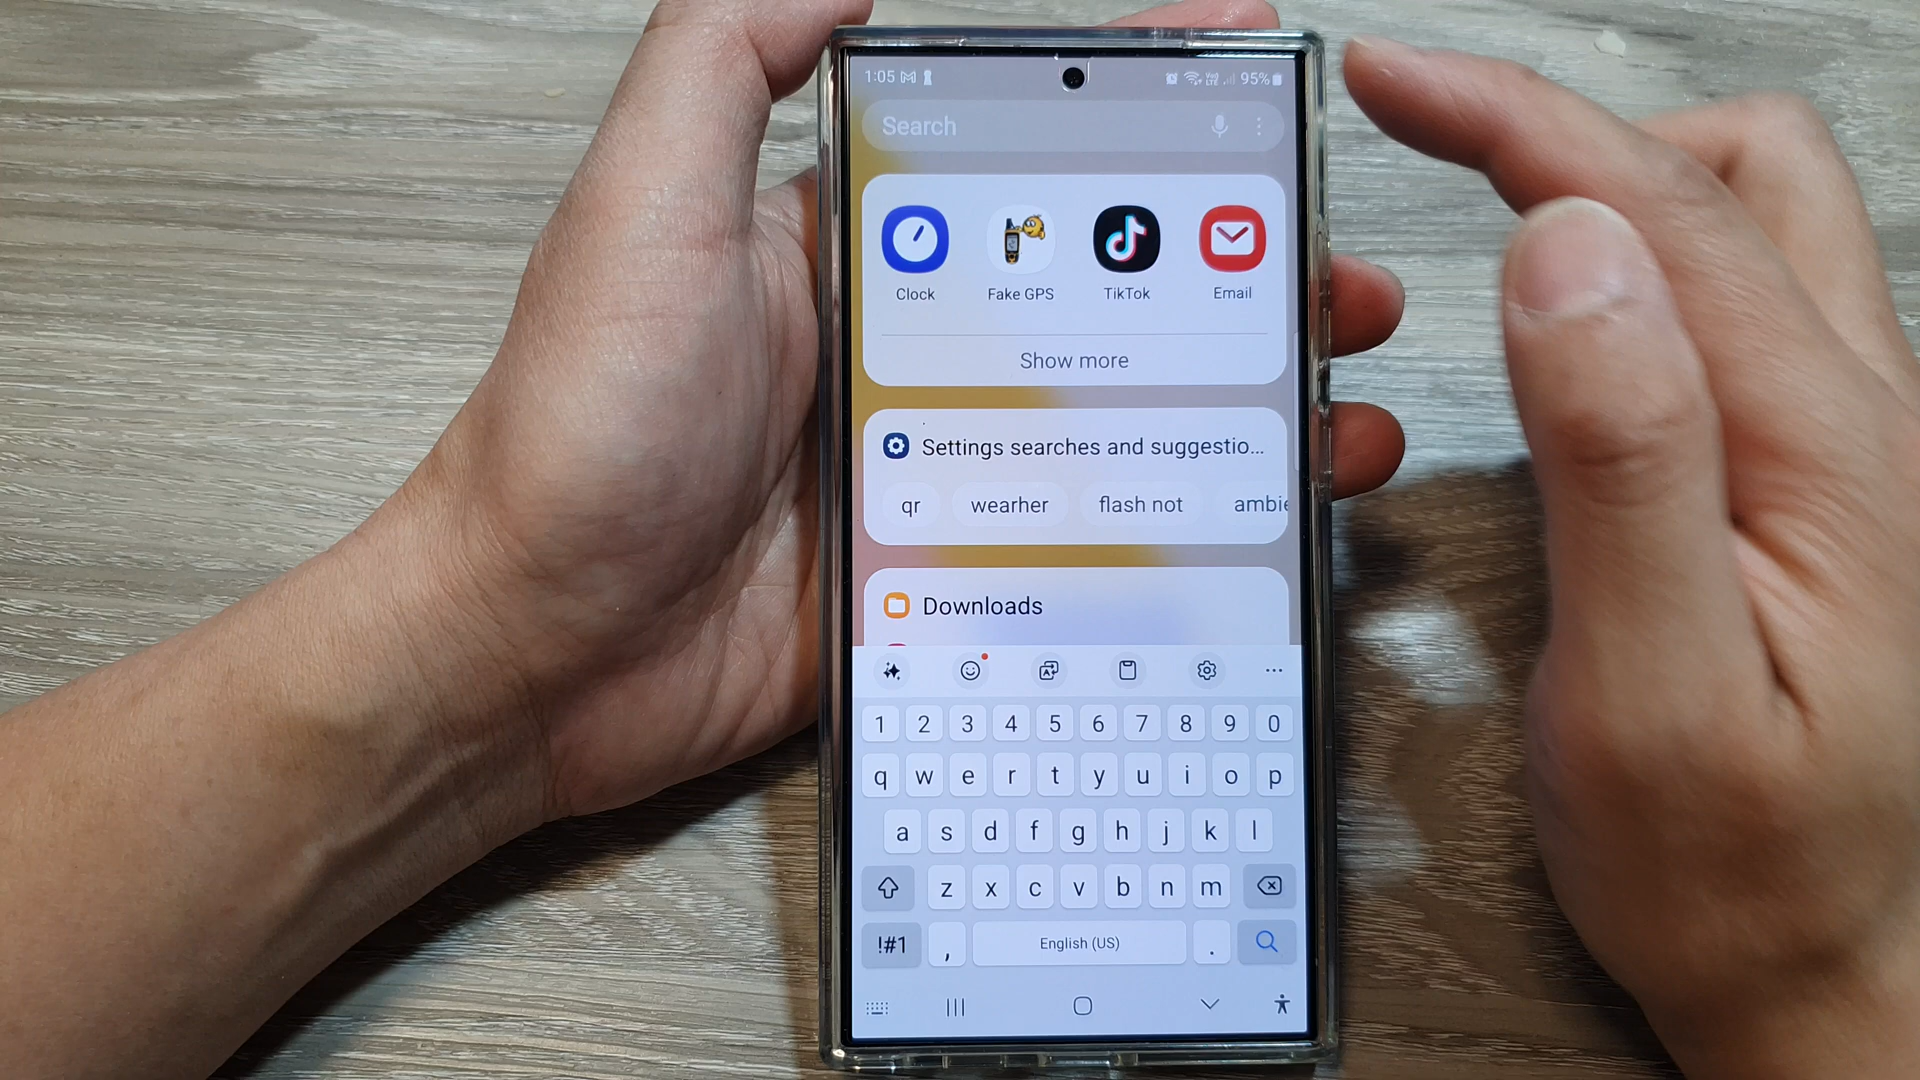 1:05 95%
Search
Clock Fake GPS TikTok Email
Show more
Settings searches and suggestio...
qr wearher flash not ambie
Downloads
1 2 3 4 5 6 7 8 9 0
q w e r t y u i o p
a s d f g h j k l
z x c v b n m
!#1 , English (US) .